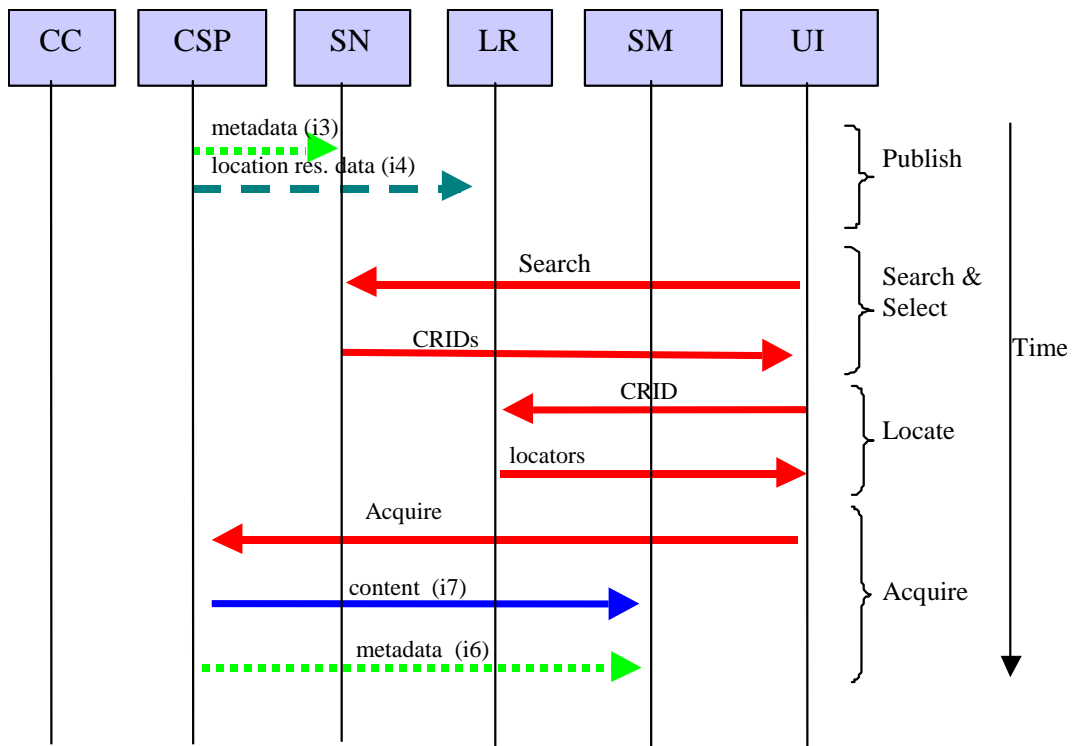 CC CSP SN LR SM UI
metadata (i3)
location res. data (i4)
Publish
Search
Search &
Select
CRIDs
Time
CRID
Locate
locators
Acquire
content (i7)
Acquire
metadata (i6)